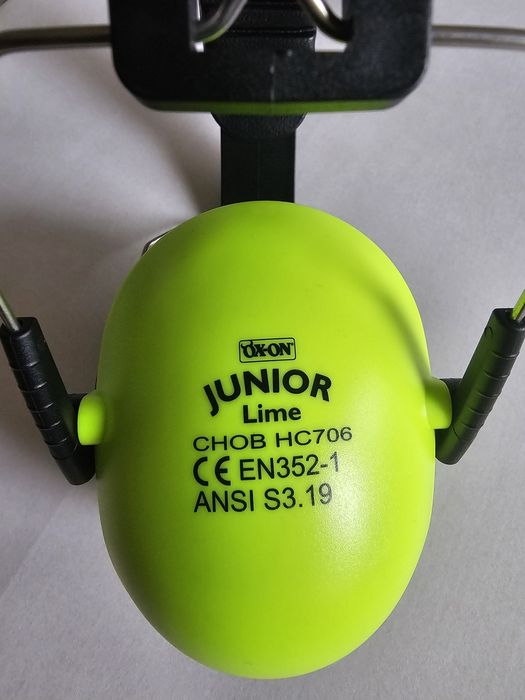 OX-ON
JUNIOR
Lime
CHOB HC706
CE EN352-1
ANSI S3.19